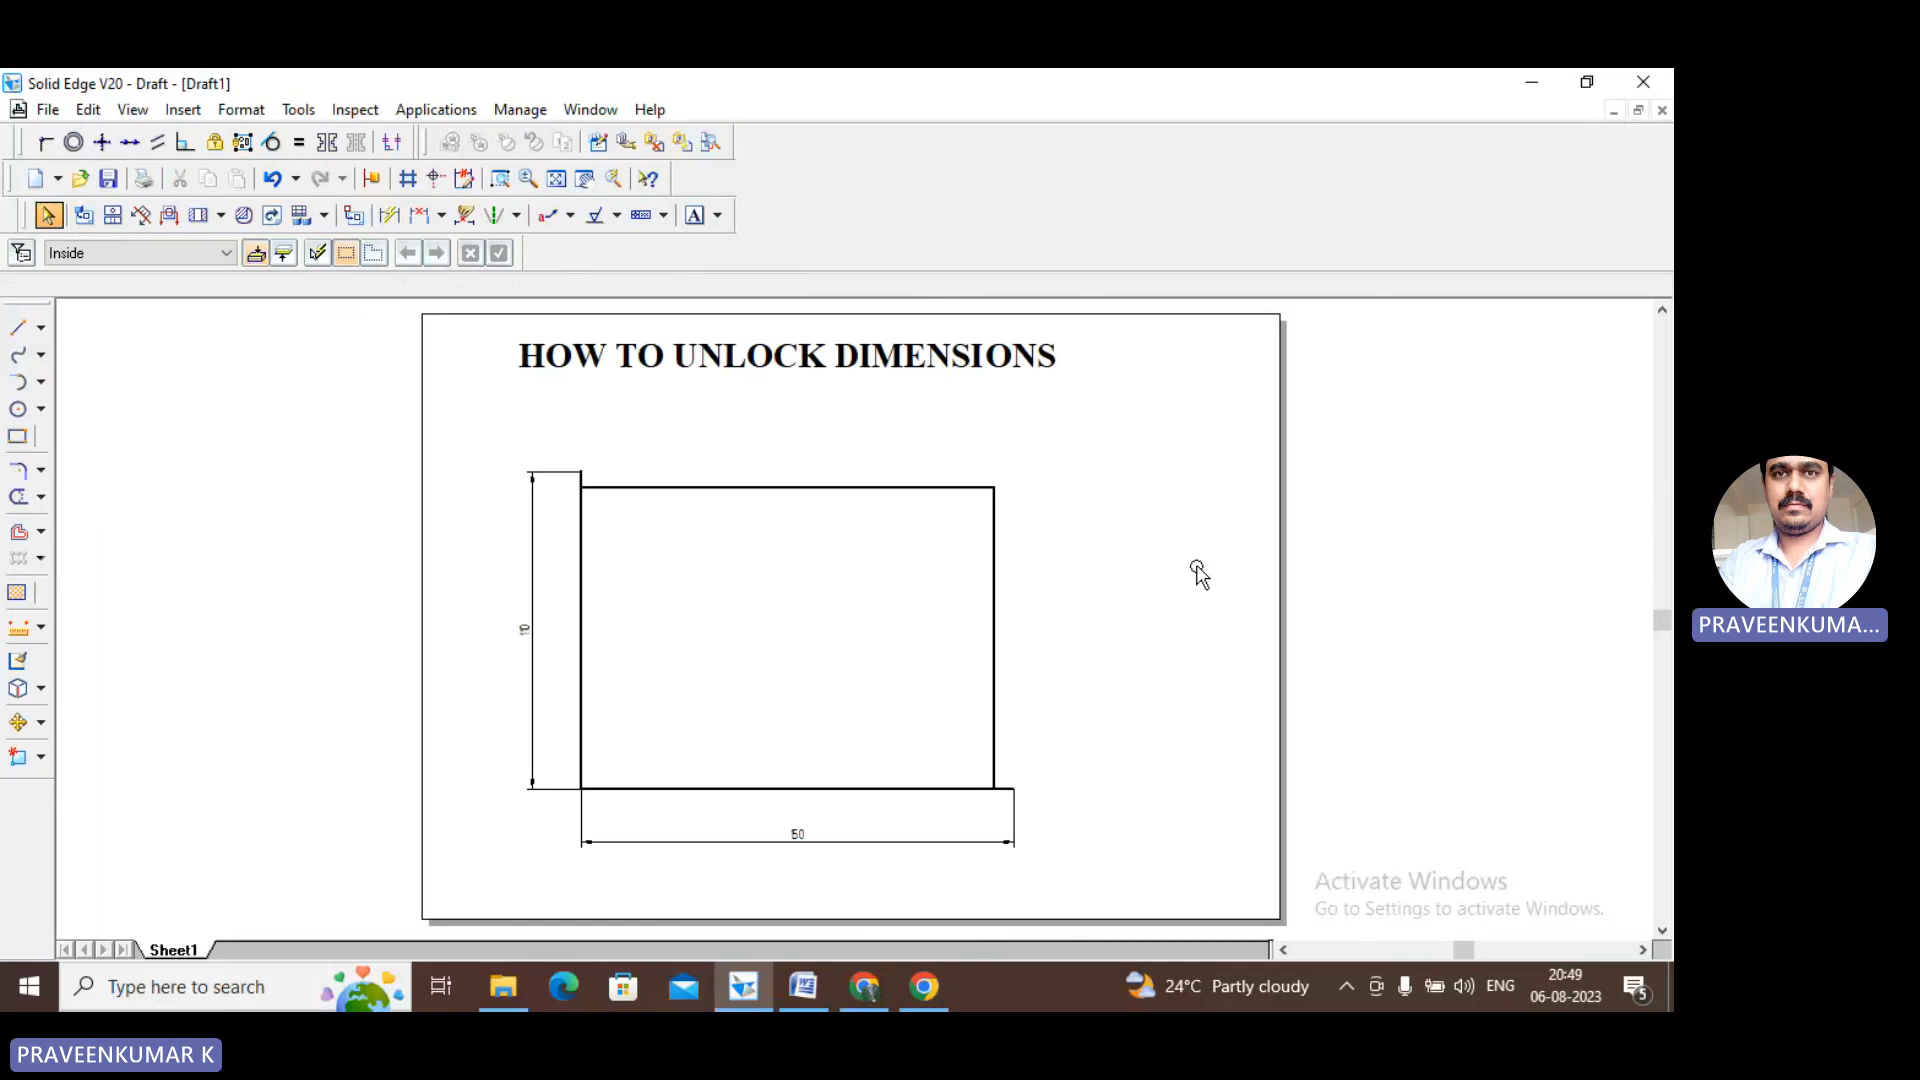 Solid Edge V20 - Draft - [Draft1]
File Edit View Insert Format Tools Inspect Applications Manage Window Help
Inside
HOW TO UNLOCK DIMENSIONS
PRAVEENKUMA...
Activate Windows
Go to Settings to activate Windows.
Sheet1
Type here to search
24°C Partly cloudy
ENG
20:49
06-08-2023
5
PRAVEENKUMAR K